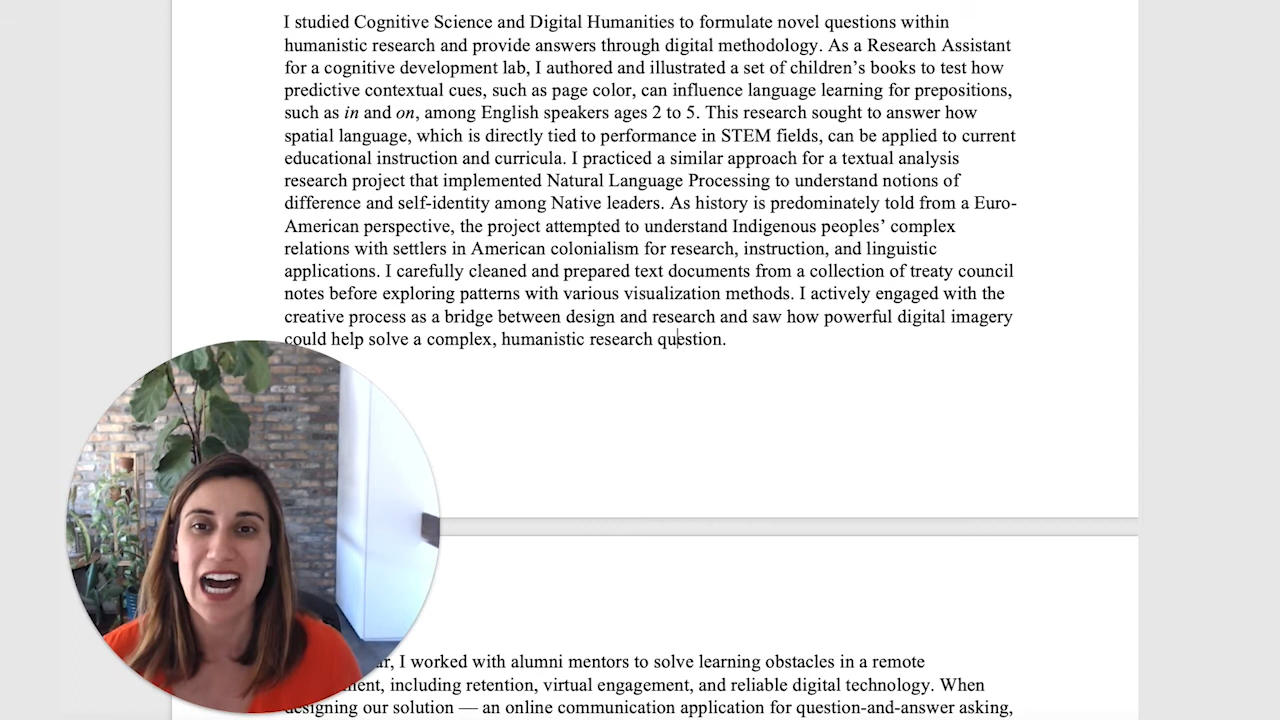 I studied Cognitive Science and Digital Humanities to formulate novel questions within
humanistic research and provide answers through digital methodology. As a Research Assistant
for a cognitive development lab, I authored and illustrated a set of children’s books to test how
predictive contextual cues, such as page color, can influence language learning for prepositions,
such as in and on, among English speakers ages 2 to 5. This research sought to answer how
spatial language, which is directly tied to performance in STEM fields, can be applied to current
educational instruction and curricula. I practiced a similar approach for a textual analysis
research project that implemented Natural Language Processing to understand notions of
difference and self-identity among Native leaders. As history is predominately told from a Euro-
American perspective, the project attempted to understand Indigenous peoples’ complex
relations with settlers in American colonialism for research, instruction, and linguistic
applications. I carefully cleaned and prepared text documents from a collection of treaty council
notes before exploring patterns with various visualization methods. I actively engaged with the
creative process as a bridge between design and research and saw how powerful digital imagery
could help solve a complex, humanistic research question.
I worked with alumni mentors to solve learning obstacles in a remote
including retention, virtual engagement, and reliable digital technology. When
designing our solution — an online communication application for question-and-answer asking,